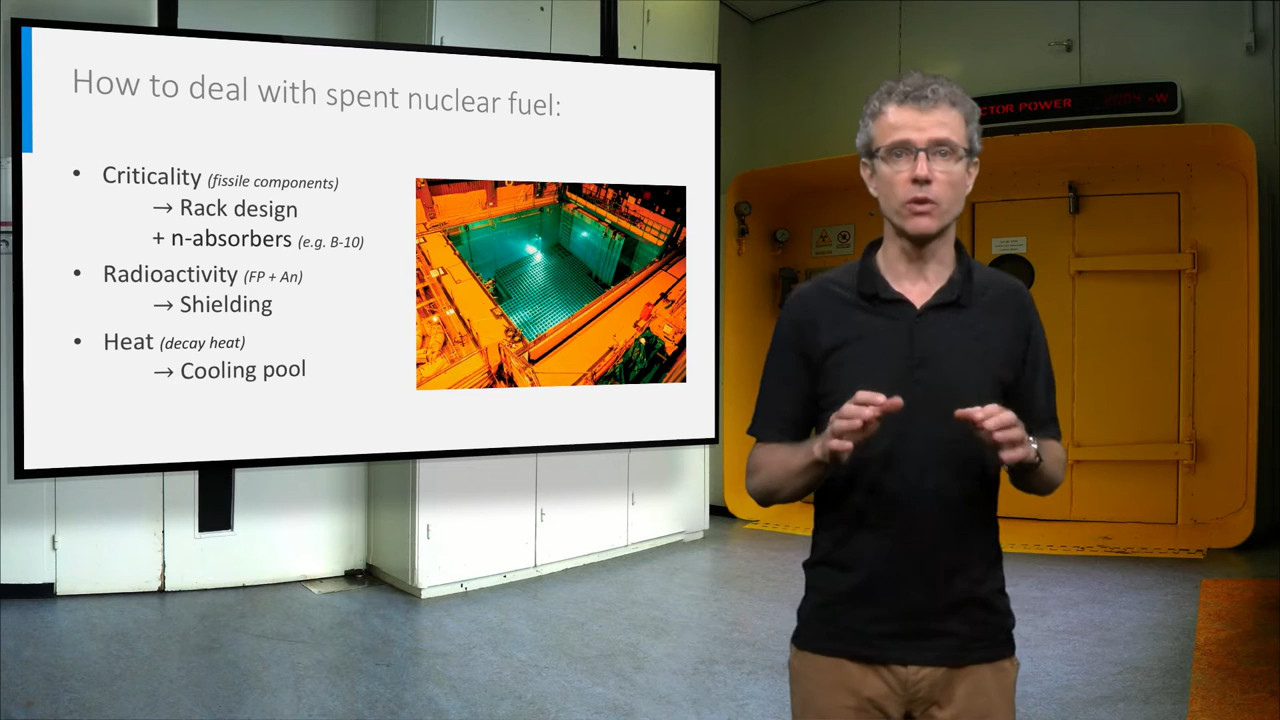 How to deal with spent nuclear fuel:
• Criticality (fissile components)
→ Rack design
+ n-absorbers (e.g. B-10)
• Radioactivity (FP + An)
→ Shielding
• Heat (decay heat)
→ Cooling pool
CTOR POWER
kW